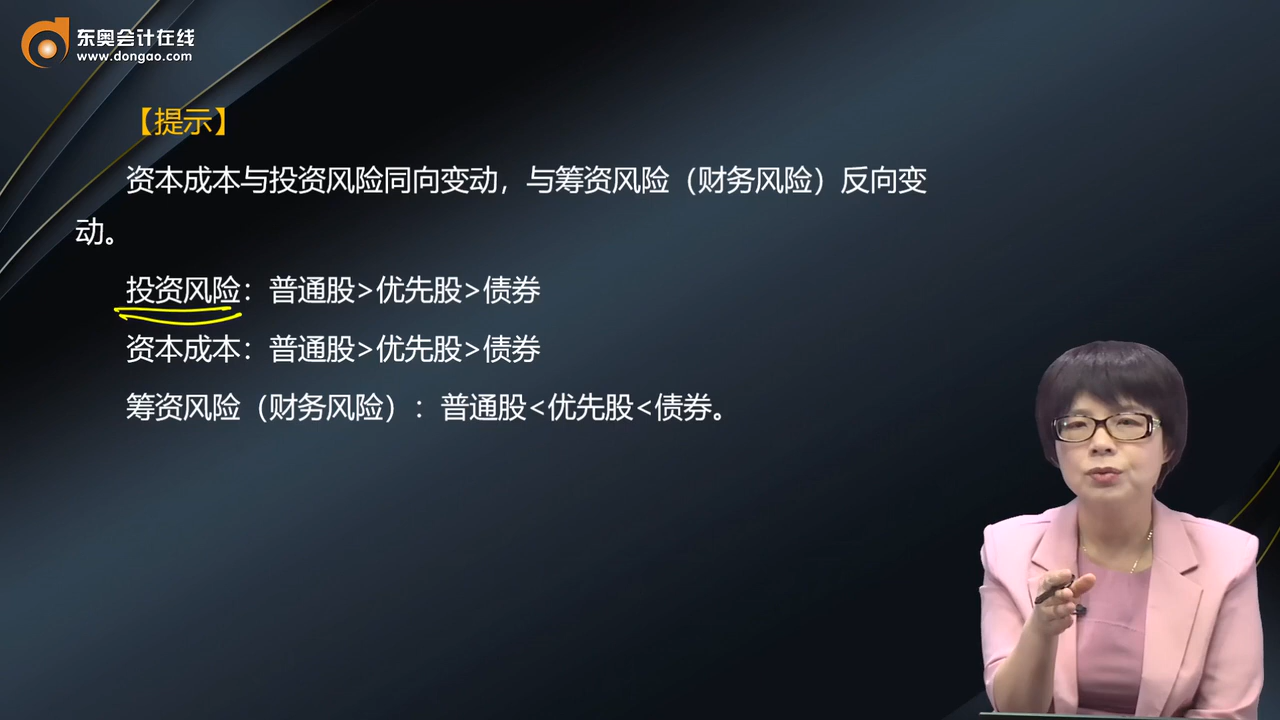 东奥会计在线
www.dongao.com
【提示】
资本成本与投资风险同向变动，与筹资风险（财务风险）反向变
动。
投资风险：普通股>优先股>债券
资本成本：普通股>优先股>债券
筹资风险（财务风险）：普通股<优先股<债券。